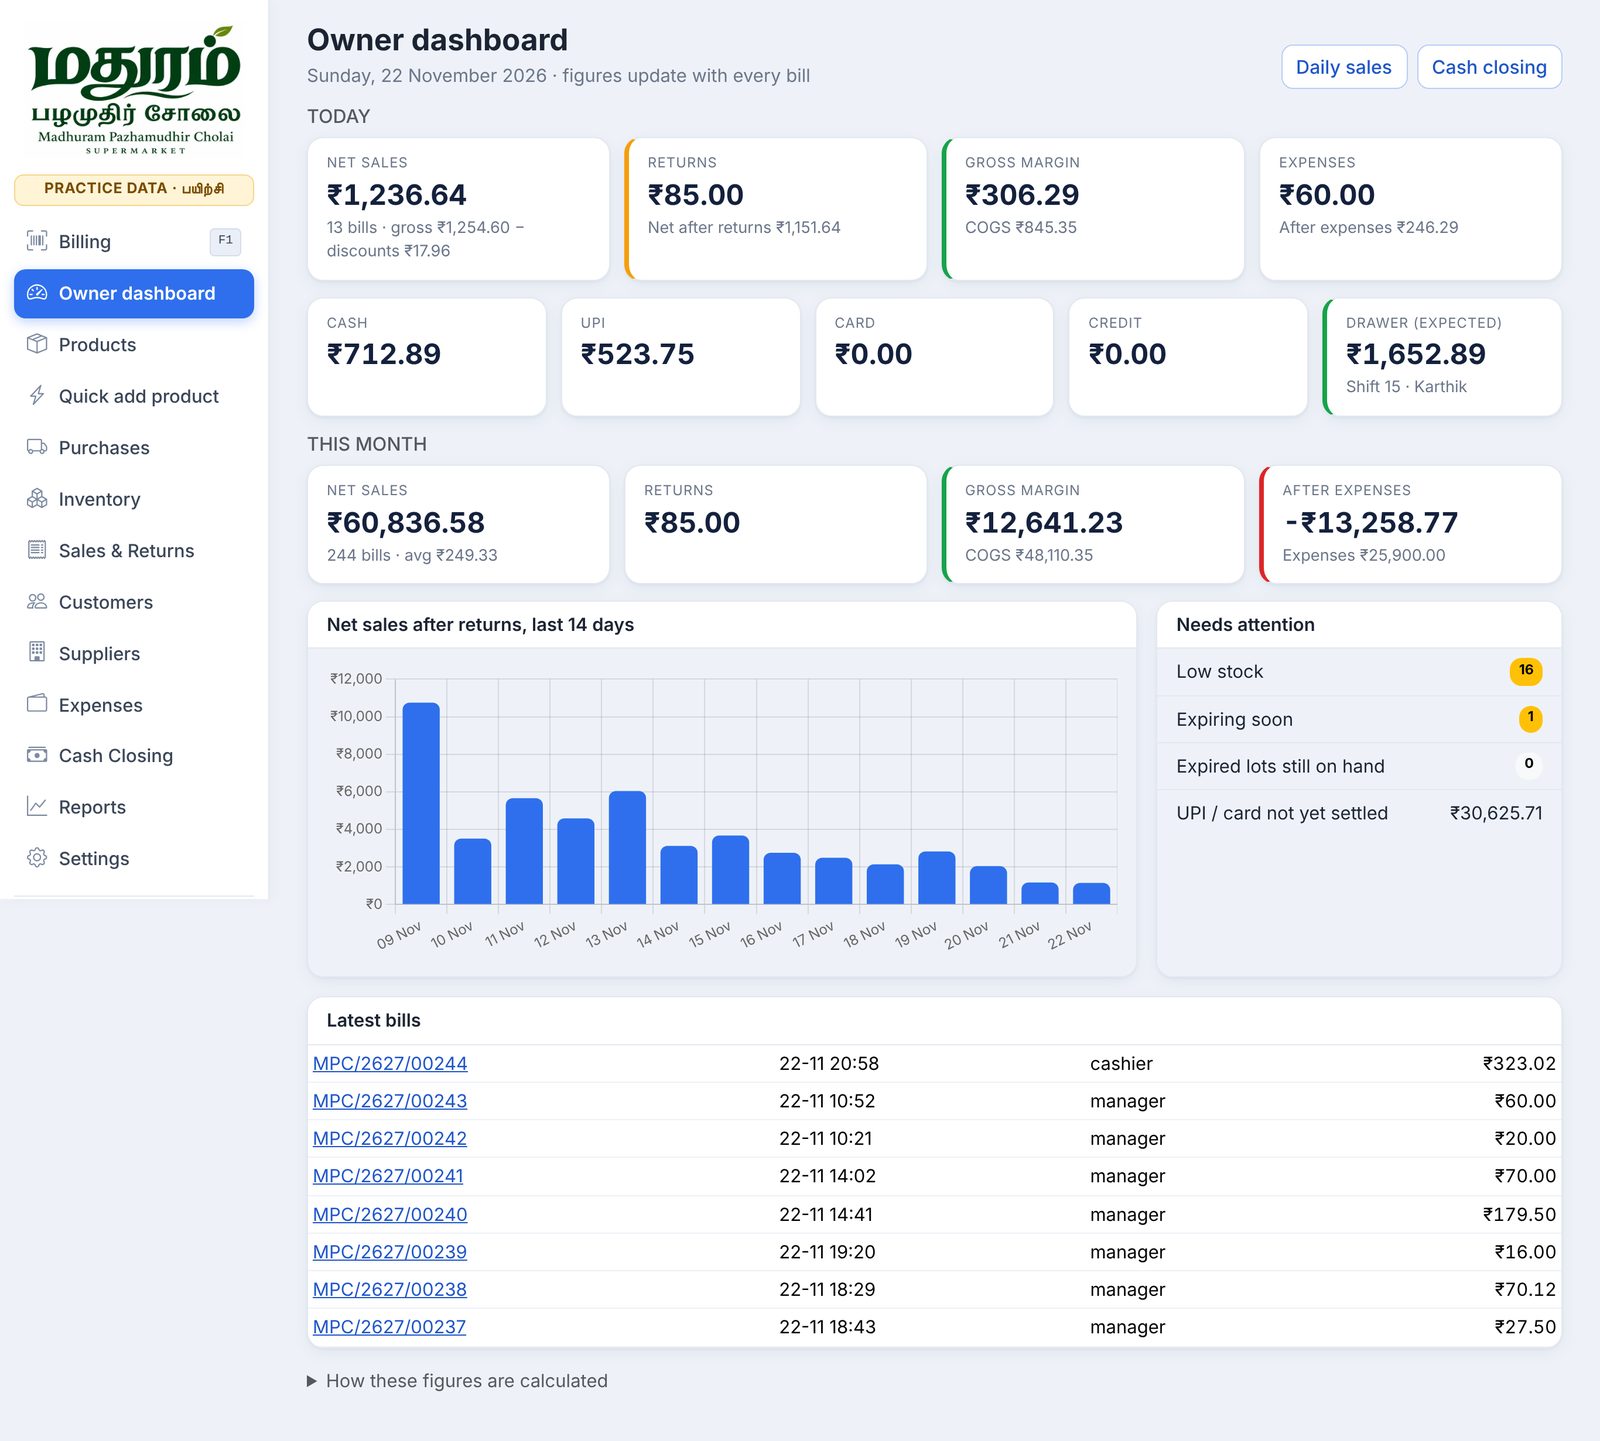 மதுரம்
பழமுதிர் சோலை
Madhuram Pazhamudhir Cholai
SUPERMARKET
PRACTICE DATA · பயிற்சி
Billing F1
Owner dashboard
Products
Quick add product
Purchases
Inventory
Sales & Returns
Customers
Suppliers
Expenses
Cash Closing
Reports
Settings
Owner dashboard
Sunday, 22 November 2026 · figures update with every bill
Daily sales Cash closing
TODAY
NET SALES
₹1,236.64
13 bills · gross ₹1,254.60 −
discounts ₹17.96
RETURNS
₹85.00
Net after returns ₹1,151.64
GROSS MARGIN
₹306.29
COGS ₹845.35
EXPENSES
₹60.00
After expenses ₹246.29
CASH
₹712.89
UPI
₹523.75
CARD
₹0.00
CREDIT
₹0.00
DRAWER (EXPECTED)
₹1,652.89
Shift 15 · Karthik
THIS MONTH
NET SALES
₹60,836.58
244 bills · avg ₹249.33
RETURNS
₹85.00
GROSS MARGIN
₹12,641.23
COGS ₹48,110.35
AFTER EXPENSES
-₹13,258.77
Expenses ₹25,900.00
Net sales after returns, last 14 days
₹12,000
₹10,000
₹8,000
₹6,000
₹4,000
₹2,000
₹0
09 Nov 10 Nov 11 Nov 12 Nov 13 Nov 14 Nov 15 Nov 16 Nov 17 Nov 18 Nov 19 Nov 20 Nov 21 Nov 22 Nov
Needs attention
Low stock 16
Expiring soon 1
Expired lots still on hand 0
UPI / card not yet settled ₹30,625.71
Latest bills
MPC/2627/00244 22-11 20:58 cashier ₹323.02
MPC/2627/00243 22-11 10:52 manager ₹60.00
MPC/2627/00242 22-11 10:21 manager ₹20.00
MPC/2627/00241 22-11 14:02 manager ₹70.00
MPC/2627/00240 22-11 14:41 manager ₹179.50
MPC/2627/00239 22-11 19:20 manager ₹16.00
MPC/2627/00238 22-11 18:29 manager ₹70.12
MPC/2627/00237 22-11 18:43 manager ₹27.50
How these figures are calculated